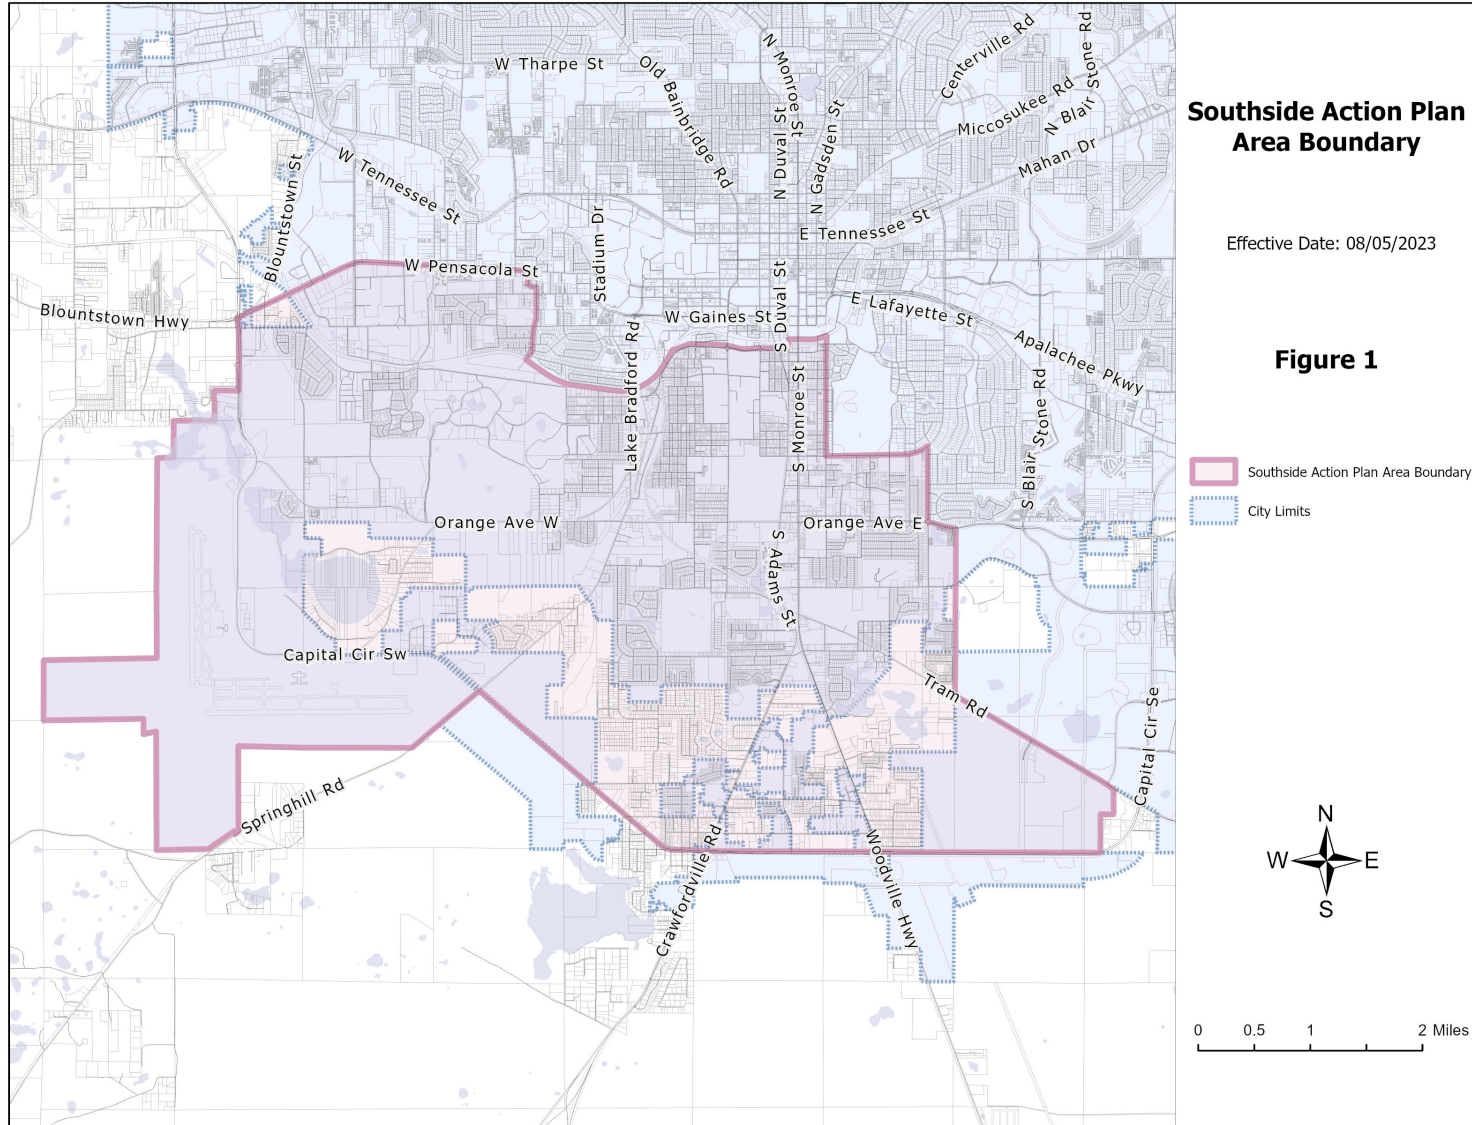 Southside Action Plan
Area Boundary
Effective Date: 08/05/2023
Figure 1
Southside Action Plan Area Boundary
City Limits
N
W
E
S
0 0.5 1 2 Miles
W Tharpe St
Old Bainbridge Rd
N Monroe St
N Duval St
N Gadsden St
Centerville Rd
Miccosukee Rd
N Blair Stone Rd
Mahan Dr
W Tennessee St
Blountstown St
Stadium Dr
E Tennessee St
W Pensacola St
Blountstown Hwy
W Gaines St
S Duval St
E Lafayette St
Apalachee Pkwy
Lake Bradford Rd
S Monroe St
S Blair Stone Rd
Orange Ave W
Orange Ave E
S Adams St
Capital Cir Sw
Tram Rd
Capital Cir Se
Springhill Rd
Crawfordville Rd
Woodville Hwy